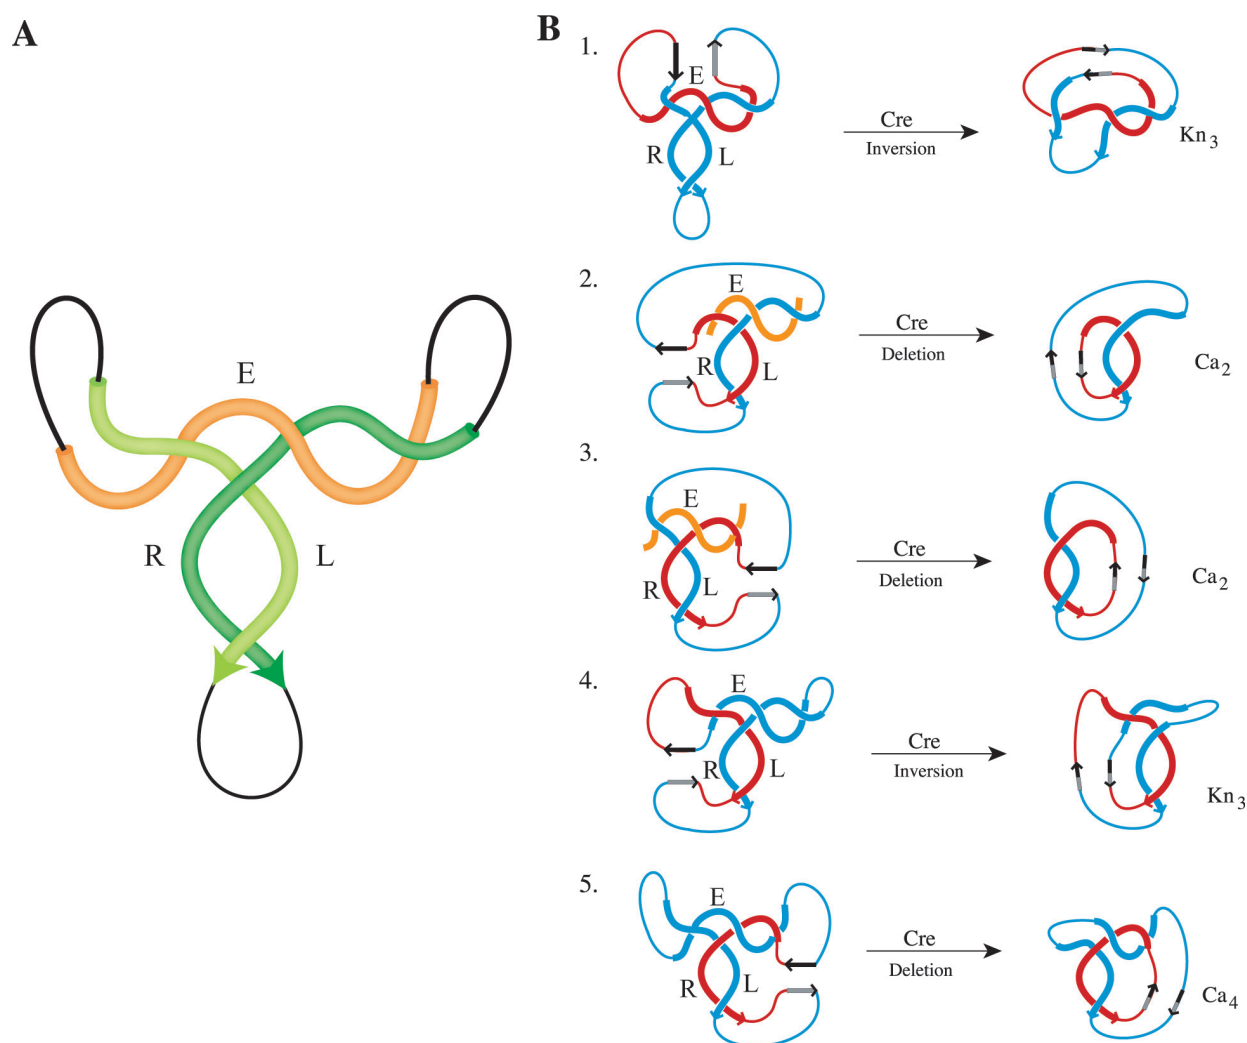 A
E
R
L
B
1.
E
R
L
Cre
Inversion
Kn3
2.
E
R
L
Cre
Deletion
Ca2
3.
E
R
L
Cre
Deletion
Ca2
4.
E
R
L
Cre
Inversion
Kn3
5.
E
R
L
Cre
Deletion
Ca4